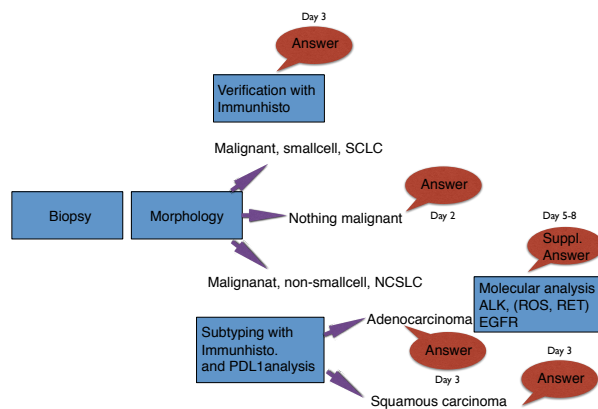 Day 3
Answer
Verification with
Immunhisto
Malignant, smallcell, SCLC
Biopsy
Morphology
Nothing malignant
Answer
Day 2
Malignanat, non-smallcell, NCSLC
Day 5-8
Suppl.
Answer
Molecular analysis
ALK, (ROS, RET)
EGFR
Subtyping with
Immunhisto.
and PDL1analysis
Adenocarcinoma
Answer
Day 3
Squamous carcinoma
Day 3
Answer